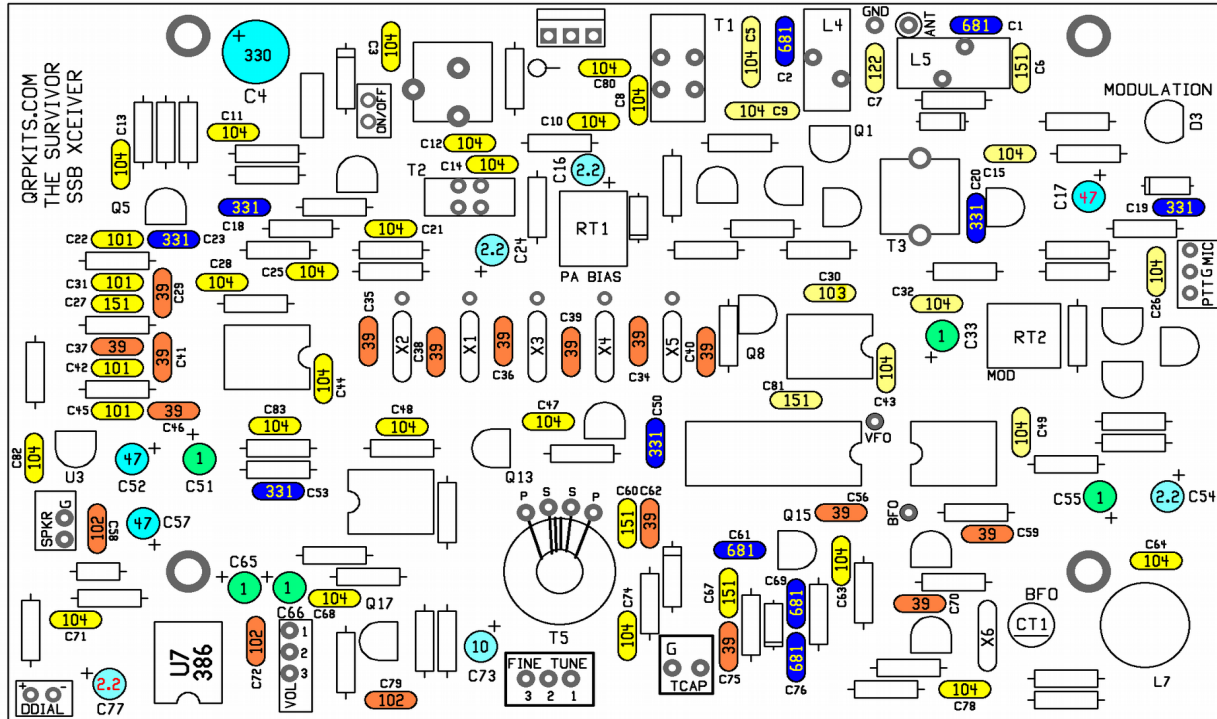 QRPKITS.COM
THE SURVIVOR
SSB XCEIVER
330
C4
C3
104
ON/OFF
104
C80
C8
104
T1
C5
104
681
C2
L4
GND
ANT
681
C1
122
C7
L5
151
C6
MODULATION
D3
C13
104
C11
104
C12
104
C10
104
104
C9
Q1
C14
104
T2
C16
2.2
RT1
PA BIAS
104
C15
C20
331
T3
C17
47
C19
331
Q5
331
C18
C22
101
331
C23
104
C21
2.2
C24
C25
104
C28
104
C31
101
C27
151
39
C29
C30
103
C32
104
C26
104
PTT
G
MIC
C37
39
39
C41
C42
101
C45
101
39
C46
C35
39
X2
C38
39
X1
39
C36
X3
C39
39
X4
39
C34
X5
C40
39
Q8
1
C33
RT2
MOD
104
C44
104
C43
C81
151
C83
104
C48
104
C47
104
C50
331
VFO
104
C49
C82
104
U3
47
C52
1
C51
331
C53
Q13
SPKR
G
102
C58
47
C57
P
S
S
P
C60
151
C62
39
C56
39
Q15
BFO
C55
1
2.2
C54
39
C59
C61
681
C64
104
C65
1
1
C66
C68
104
Q17
T5
C74
104
C67
151
C69
681
C63
104
39
C70
X6
BFO
CT1
L7
104
C71
U7
386
102
C72
VOL
1
2
3
10
C73
FINE TUNE
3
2
1
G
TCAP
39
C75
681
C76
C79
102
104
C78
2.2
C77
+
-
DDIAL